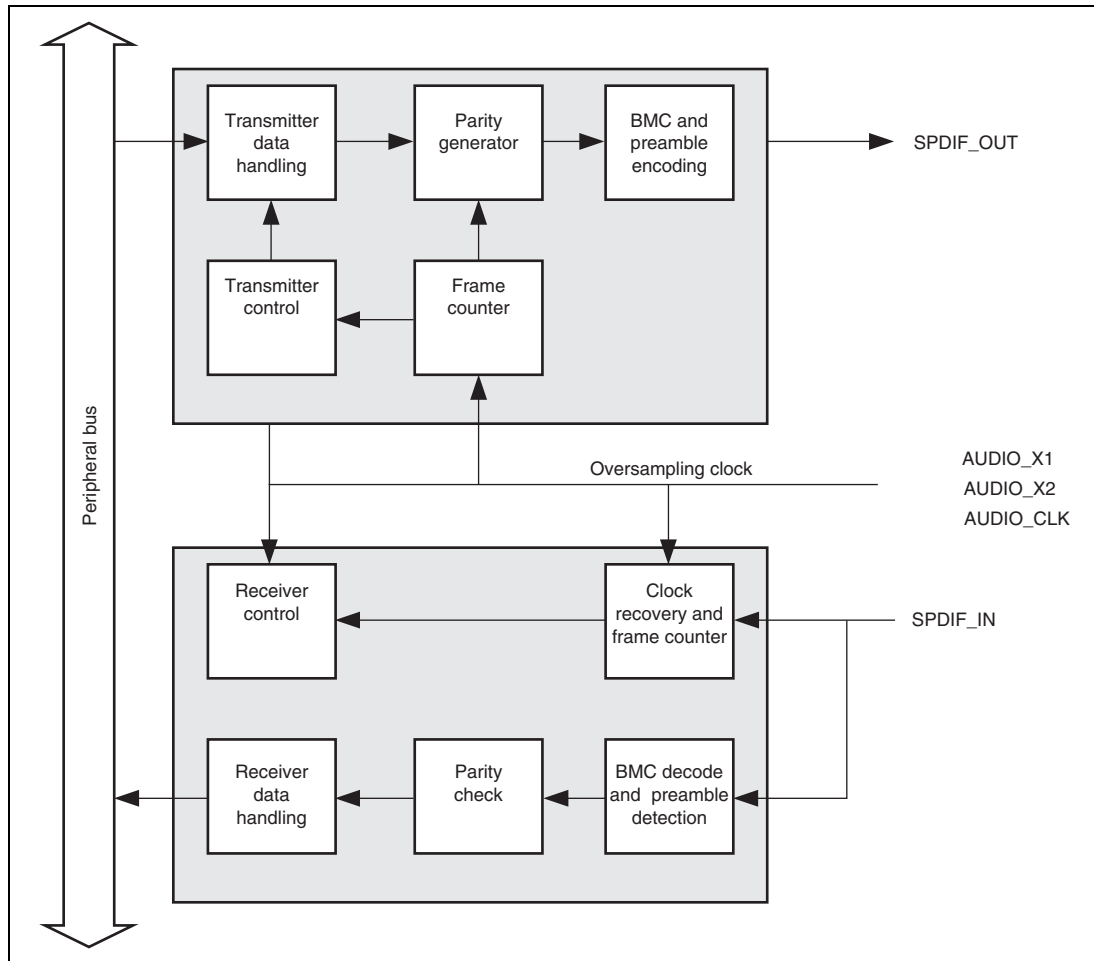 Transmitter
data
handling
Parity
generator
BMC and
preamble
encoding
SPDIF_OUT
Transmitter
control
Frame
counter
Peripheral bus
Oversampling clock
AUDIO_X1
AUDIO_X2
AUDIO_CLK
Receiver
control
Clock
recovery and
frame counter
SPDIF_IN
Receiver
data
handling
Parity
check
BMC decode
and preamble
detection